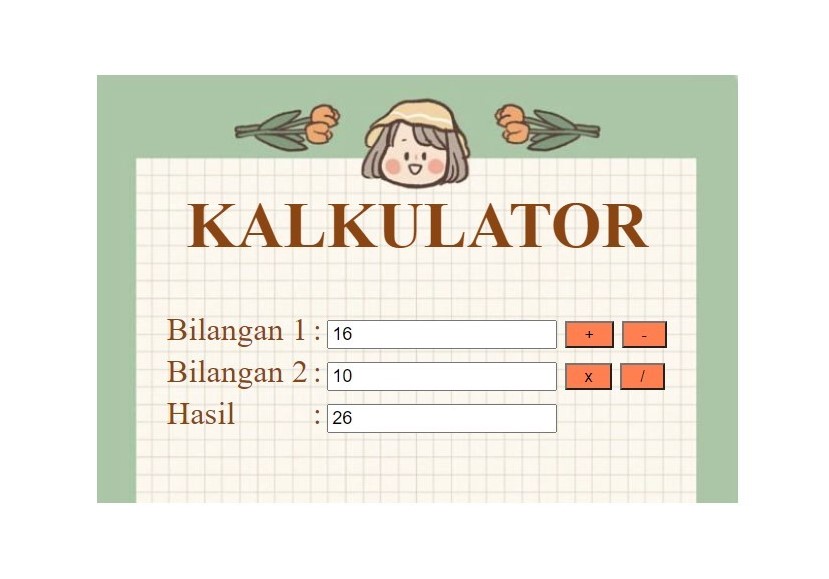 KALKULATOR
Bilangan 1 : 16 + -
Bilangan 2 : 10 x /
Hasil : 26